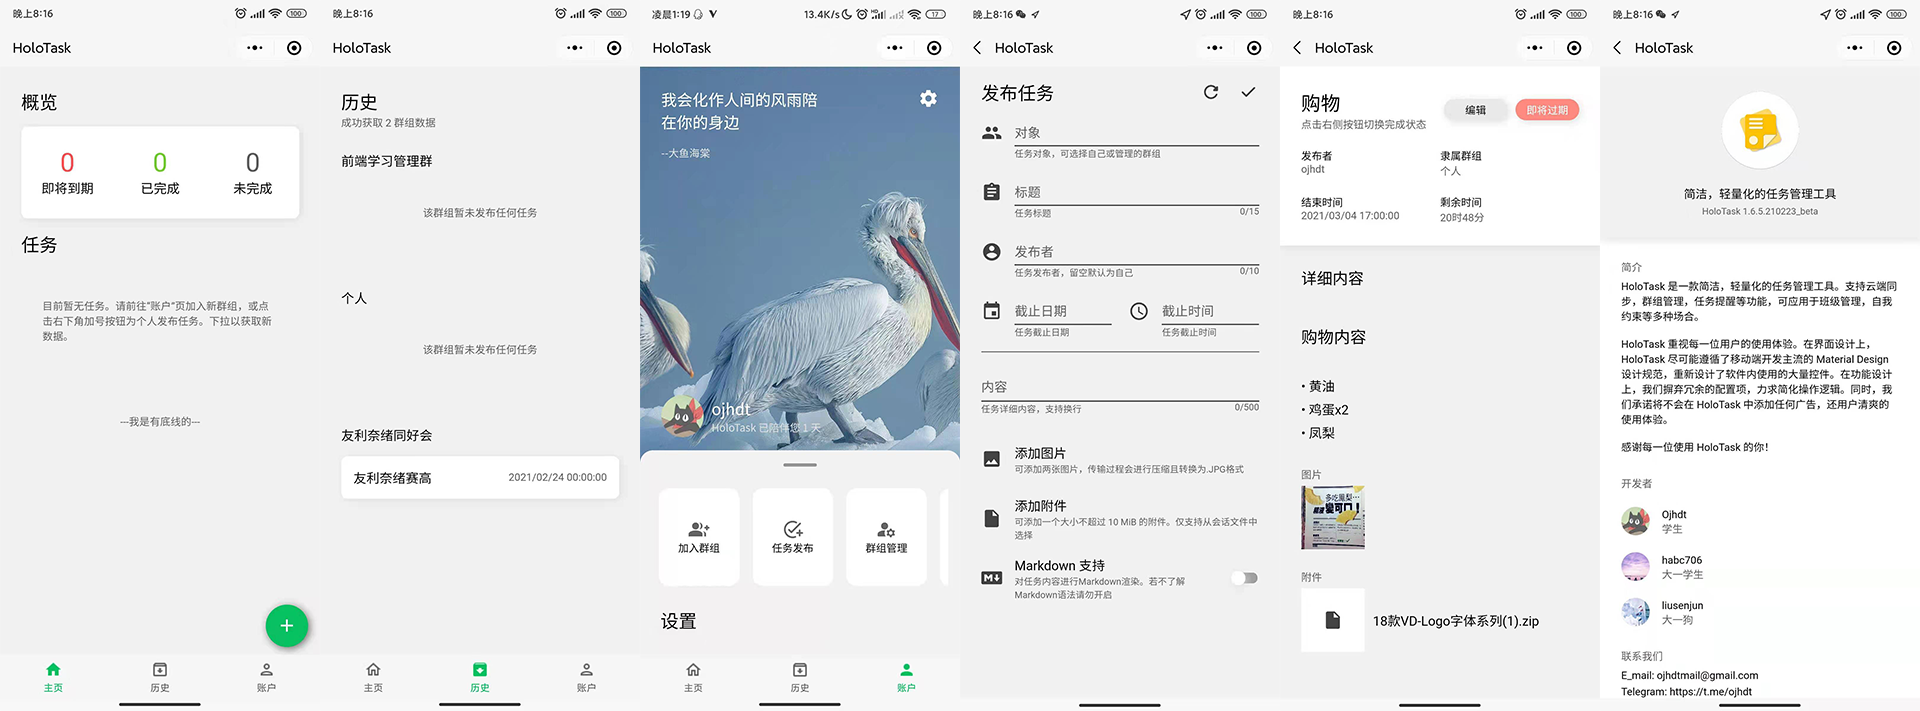 晚上8:16
100
HoloTask
概览
0
0
0
即将到期
已完成
未完成
任务
目前暂无任务。请前往"账户"页加入新群组，或点
击右下角加号按钮为个人发布任务。下拉以获取新
数据。
---我是有底线的---
主页
历史
账户
晚上8:16
100
HoloTask
历史
成功获取 2 群组数据
前端学习管理群
该群组暂未发布任何任务
个人
该群组暂未发布任何任务
友利奈绪同好会
友利奈绪赛高
2021/02/24 00:00:00
主页
历史
账户
凌晨1:19
13.4K/s
17
HoloTask
我会化作人间的风雨陪
在你的身边
--大鱼海棠
ojhdt
HoloTask 已陪伴您 1 天
加入群组
任务发布
群组管理
设置
主页
历史
账户
晚上8:16
100
HoloTask
发布任务
对象
任务对象，可选择自己或管理的群组
标题
任务标题
0/15
发布者
任务发布者，留空默认为自己
0/10
截止日期
截止时间
任务截止日期
任务截止时间
内容
任务详细内容，支持换行
0/500
添加图片
可添加两张图片，传输过程会进行压缩且转换为.JPG格式
添加附件
可添加一个大小不超过 10 MiB 的附件。仅支持从会话文件中
选择
Markdown 支持
对任务内容进行Markdown渲染。若不了解
Markdown语法请勿开启
晚上8:16
100
HoloTask
购物
编辑
即将过期
点击右侧按钮切换完成状态
发布者
隶属群组
ojhdt
个人
结束时间
剩余时间
2021/03/04 17:00:00
20时48分
详细内容
购物内容
• 黄油
• 鸡蛋x2
• 凤梨
图片
多吃凤梨…
变可口!
附件
18款VD-Logo字体系列(1).zip
晚上8:16
100
HoloTask
简洁，轻量化的任务管理工具
HoloTask 1.6.5.210223_beta
简介
HoloTask 是一款简洁，轻量化的任务管理工具。支持云端同
步，群组管理，任务提醒等功能，可应用于班级管理，自我
约束等多种场合。
HoloTask 重视每一位用户的使用体验。在界面设计上，
HoloTask 尽可能遵循了移动端开发主流的 Material Design
设计规范，重新设计了软件内使用的大量控件。在功能设计
上，我们摒弃冗余的配置项，力求简化操作逻辑。同时，我
们承诺将不会在 HoloTask 中添加任何广告，还用户清爽的
使用体验。
感谢每一位使用 HoloTask 的你！
开发者
Ojhdt
学生
habc706
大一学生
liusenjun
大一狗
联系我们
E_mail: ojhdtmail@gmail.com
Telegram: https://t.me/ojhdt